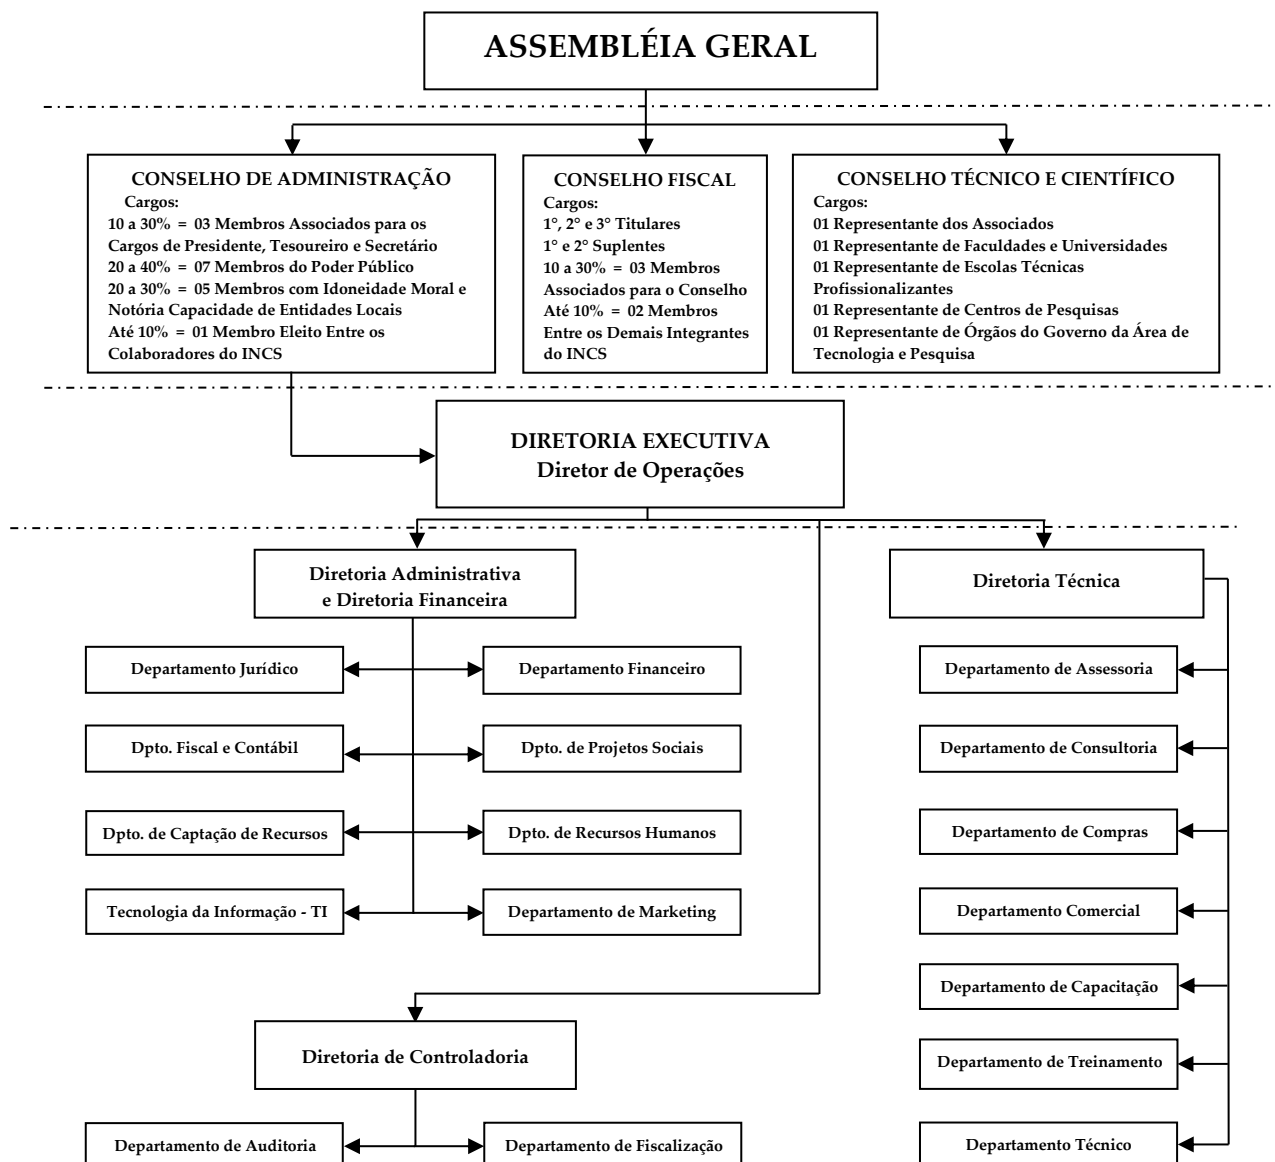 ASSEMBLÉIA GERAL
CONSELHO DE ADMINISTRAÇÃO
Cargos:
10 a 30% = 03 Membros Associados para os
Cargos de Presidente, Tesoureiro e Secretário
20 a 40% = 07 Membros do Poder Público
20 a 30% = 05 Membros com Idoneidade Moral e
Notória Capacidade de Entidades Locais
Até 10% = 01 Membro Eleito Entre os
Colaboradores do INCS
CONSELHO FISCAL
Cargos:
1°, 2° e 3° Titulares
1° e 2° Suplentes
10 a 30% = 03 Membros
Associados para o Conselho
Até 10% = 02 Membros
Entre os Demais Integrantes
do INCS
CONSELHO TÉCNICO E CIENTÍFICO
Cargos:
01 Representante dos Associados
01 Representante de Faculdades e Universidades
01 Representante de Escolas Técnicas
Profissionalizantes
01 Representante de Centros de Pesquisas
01 Representante de Órgãos do Governo da Área de
Tecnologia e Pesquisa
DIRETORIA EXECUTIVA
Diretor de Operações
Diretoria Administrativa
e Diretoria Financeira
Diretoria Técnica
Departamento Jurídico
Departamento Financeiro
Departamento de Assessoria
Dpto. Fiscal e Contábil
Dpto. de Projetos Sociais
Departamento de Consultoria
Dpto. de Captação de Recursos
Dpto. de Recursos Humanos
Departamento de Compras
Tecnologia da Informação - TI
Departamento de Marketing
Departamento Comercial
Departamento de Capacitação
Diretoria de Controladoria
Departamento de Treinamento
Departamento de Auditoria
Departamento de Fiscalização
Departamento Técnico